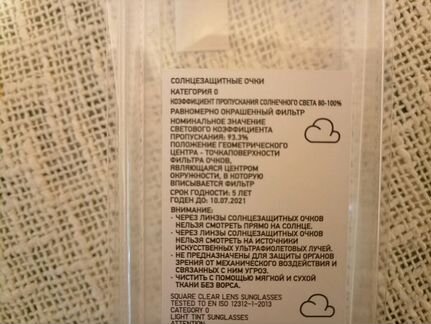 СОЛНЦЕЗАЩИТНЫЕ ОЧКИ
КАТЕГОРИЯ 0
КОЭФФИЦИЕНТ ПРОПУСКАНИЯ СОЛНЕЧНОГО СВЕТА 80-100%
РАВНОМЕРНО ОКРАШЕННЫЙ ФИЛЬТР
НОМИНАЛЬНОЕ ЗНАЧЕНИЕ
СВЕТОВОГО КОЭФФИЦИЕНТА
ПРОПУСКАНИЯ: 93.3%
ПОЛОЖЕНИЕ ГЕОМЕТРИЧЕСКОГО
ЦЕНТРА - ТОЧКАПОВЕРХНОСТИ
ФИЛЬТРА ОЧКОВ,
ЯВЛЯЮЩАЯСЯ ЦЕНТРОМ
ОКРУЖНОСТИ, В КОТОРУЮ
ВПИСЫВАЕТСЯ ФИЛЬТР
СРОК ГОДНОСТИ: 5 ЛЕТ
ГОДЕН ДО: 10.07.2021
ВНИМАНИЕ:
- ЧЕРЕЗ ЛИНЗЫ СОЛНЦЕЗАЩИТНЫХ ОЧКОВ
НЕЛЬЗЯ СМОТРЕТЬ ПРЯМО НА СОЛНЦЕ.
- ЧЕРЕЗ ЛИНЗЫ СОЛНЦЕЗАЩИТНЫХ ОЧКОВ
НЕЛЬЗЯ СМОТРЕТЬ НА ИСТОЧНИКИ
ИСКУССТВЕННЫХ УЛЬТРАФИОЛЕТОВЫХ ЛУЧЕЙ.
- НЕ ПРЕДНАЗНАЧЕНЫ ДЛЯ ЗАЩИТЫ ОРГАНОВ
ЗРЕНИЯ ОТ МЕХАНИЧЕСКОГО ВОЗДЕЙСТВИЯ И
СВЯЗАННЫХ С НИМ УГРОЗ.
- ЧИСТИТЬ С ПОМОЩЬЮ МЯГКОЙ И СУХОЙ
ТКАНИ БЕЗ ВОРСА.
SQUARE CLEAR LENS SUNGLASSES
TESTED TO EN ISO 12312-1-2013
CATEGORY 0
LIGHT TINT SUNGLASSES
ATTENTION